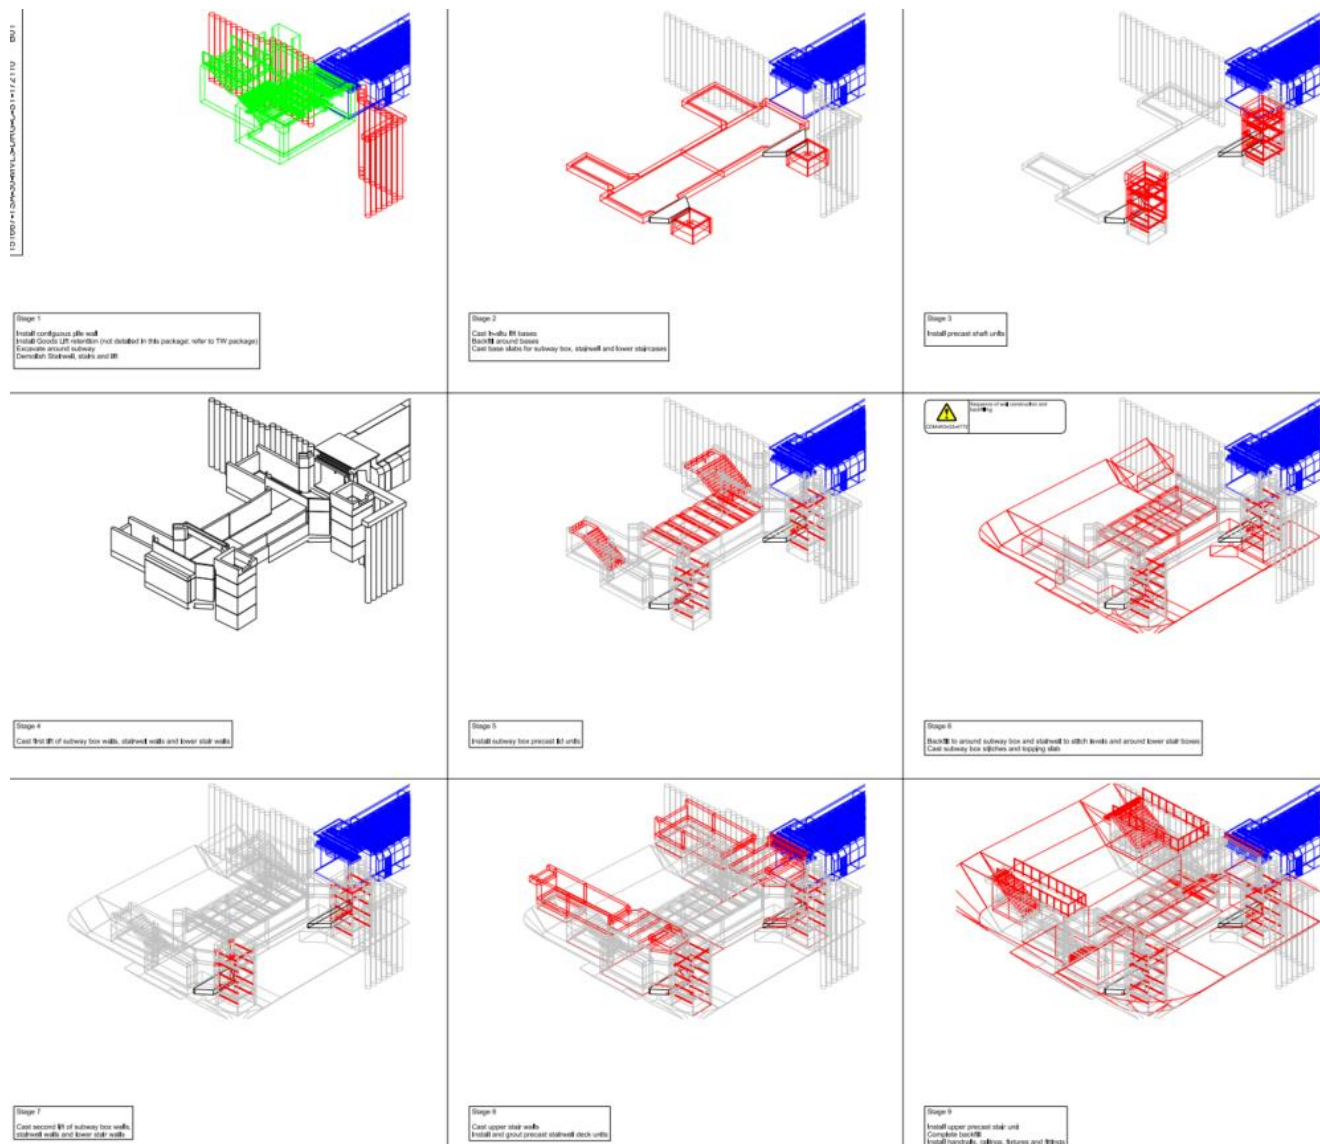 Stage 1
Install contiguous pile wall
Install Goods Lift retention (not detailed in this package; refer to TW package)
Excavate around subway
Demolish Stairwell, stairs and lift
Stage 2
Cast in-situ lift bases
Backfill around bases
Cast base slabs for subway box, stairwell and lower staircases
Stage 3
Install precast shaft units
Stage 4
Cast first lift of subway box walls, stairwell walls and lower stair walls
Stage 5
Install subway box precast lid units
Sequence of wall construction and
backfilling
Stage 6
Backfill to around subway box and stairwell to stitch levels and around lower stair boxes
Cast subway box stitches and topping slab
Stage 7
Cast second lift of subway box walls,
stairwell walls and lower stair walls
Stage 8
Cast upper stair walls
Install and grout precast stairwell deck units
Stage 9
Install upper precast stair unit
Complete backfill
Install handrails, railings, fixtures and fittings